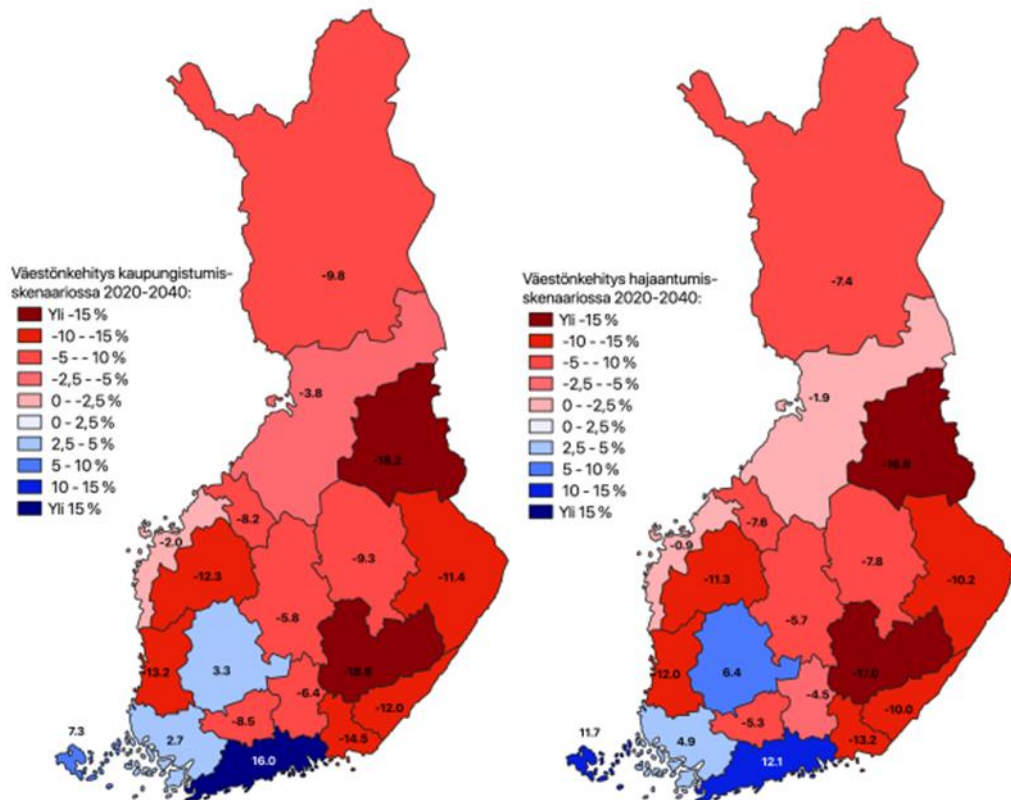 Väestönkehitys kaupungistumis-
skenaariossa 2020-2040:
Yli -15 %
-10 - -15 %
-5 - - 10 %
-2,5 - -5 %
0 - -2,5 %
0 - 2,5 %
2,5 - 5 %
5 - 10 %
10 - 15 %
Yli 15 %
-9.8
-3.8
-18.2
-8.2
-2.0
-9.3
-12.3
-11.4
-5.8
3.3
-18.8
-13.2
-6.4
-12.0
-8.5
-14.5
7.3
2.7
16.0
Väestönkehitys hajaantumis-
skenaariossa 2020-2040:
Yli -15 %
-10 - -15 %
-5 - - 10 %
-2,5 - -5 %
0 - -2,5 %
0 - 2,5 %
2,5 - 5 %
5 - 10 %
10 - 15 %
Yli 15 %
-7.4
-1.9
-7.6
-0.9
-7.8
-11.3
-10.2
-5.7
6.4
-17.0
-12.0
-4.5
-10.0
-5.3
-13.2
11.7
4.9
12.1